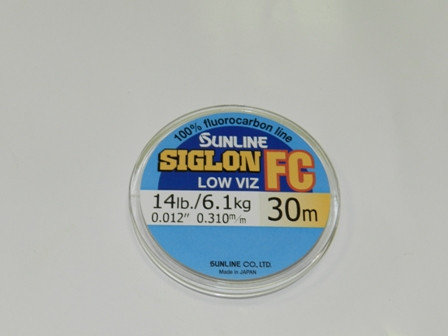 100% fluorocarbon line
SUNLINE
SIGLON FC
LOW VIZ
14lb./6.1kg
0.012" 0.310m/m
30m
SUNLINE CO., LTD.
Made in JAPAN